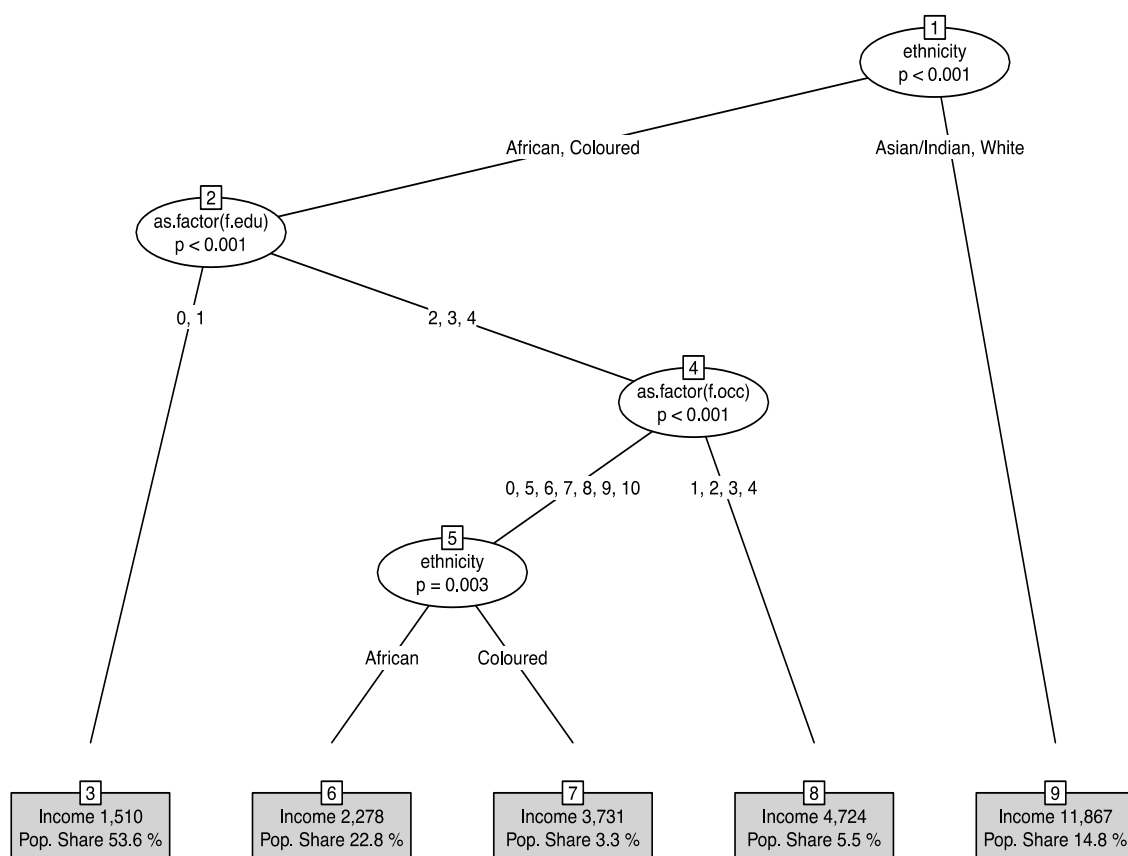 1
ethnicity
p < 0.001
African, Coloured
Asian/Indian, White
2
as.factor(f.edu)
p < 0.001
0, 1
2, 3, 4
4
as.factor(f.occ)
p < 0.001
0, 5, 6, 7, 8, 9, 10
1, 2, 3, 4
5
ethnicity
p = 0.003
African
Coloured
3
Income 1,510
Pop. Share 53.6 %
6
Income 2,278
Pop. Share 22.8 %
7
Income 3,731
Pop. Share 3.3 %
8
Income 4,724
Pop. Share 5.5 %
9
Income 11,867
Pop. Share 14.8 %